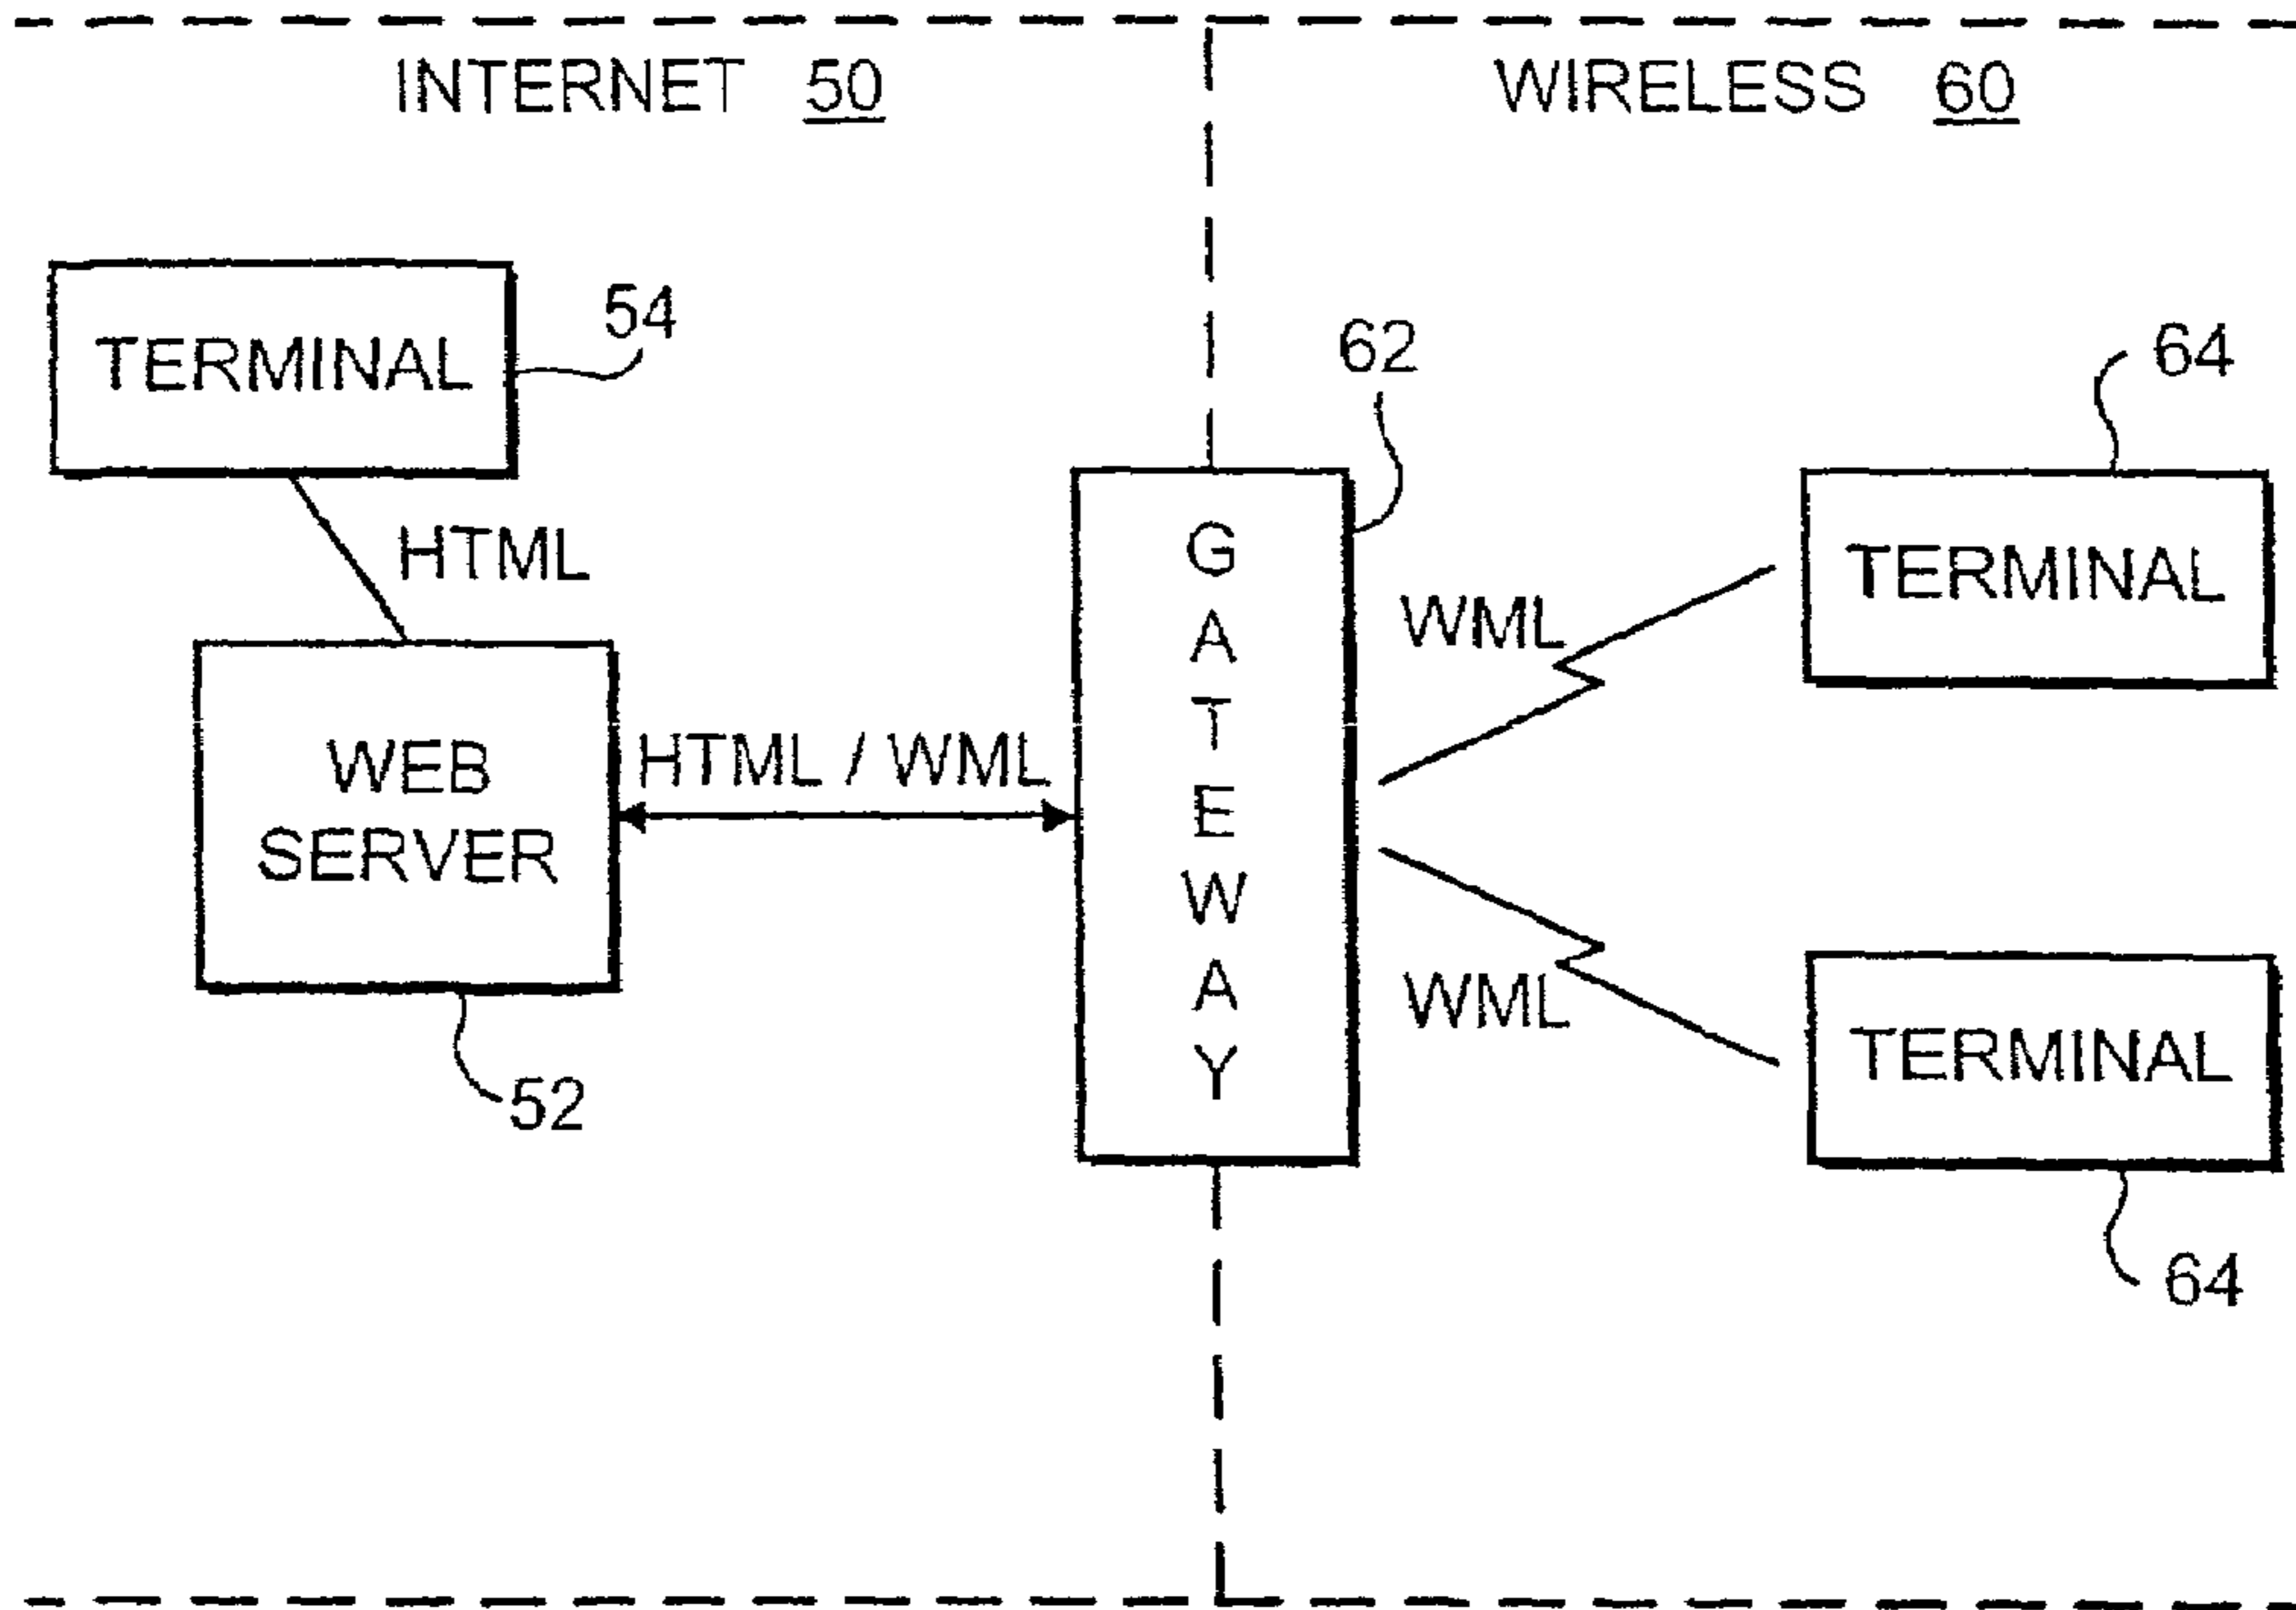 INTERNET 50
WIRELESS 60
TERMINAL
54
HTML
WEB
SERVER
52
HTML / WML
GATEWAY
62
WML
WML
TERMINAL
64
TERMINAL
64